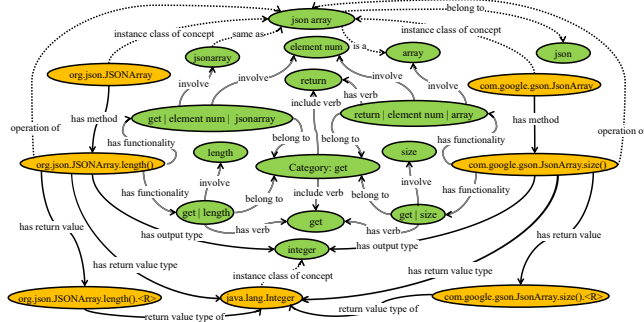 json array
belong to
instance class of concept
same as
instance class of concept
element num
is a
jsonarray
array
json
org.json.JSONArray
involve
involve
return
involve
involve
com.google.gson.JsonArray
has verb
include verb
has method
has method
get | element num | jsonarray
return | element num | array
operation of
has functionality
belong to
belong to
has functionality
operation of
length
size
org.json.JSONArray.length()
Category: get
com.google.gson.JsonArray.size()
has functionality
involve
include verb
involve
has functionality
belong to
belong to
get | length
get
get | size
has return value
has verb
has verb
has return value
has output type
has output type
integer
has return value type
has return value type
instance class of concept
org.json.JSONArray.length().<R>
java.lang.Integer
com.google.gson.JsonArray.size().<R>
return value type of
return value type of